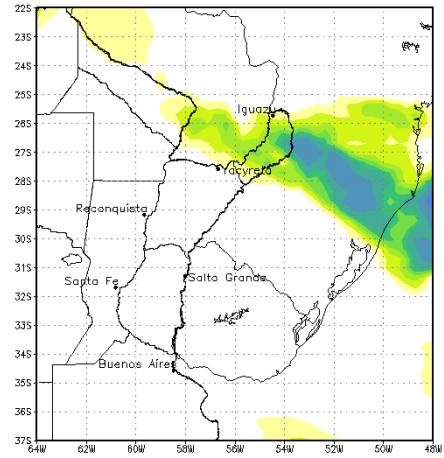 22S
23S
24S
25S
Iguazu
26S
27S
Yacyreta
28S
Reconquista
29S
30S
31S
Salto Grande
Santa Fe
32S
33S
34S
Buenos Aires
35S
36S
37S
64W 62W 60W 58W 56W 54W 52W 50W 48W